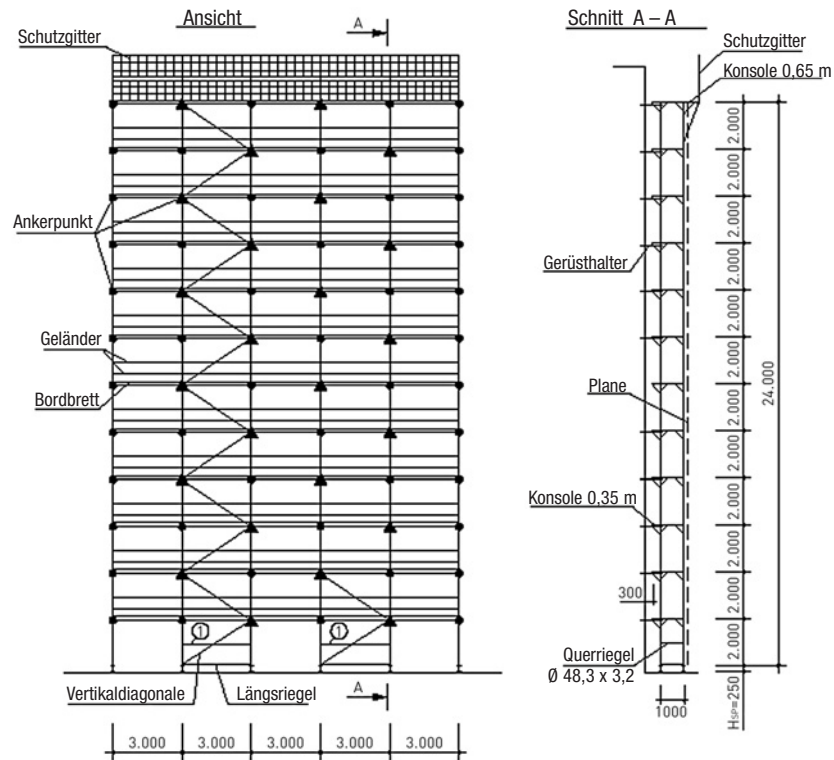 Ansicht
A
Schutzgitter
Ankerpunkt
Geländer
Bordbrett
1
1
Vertikaldiagonale
Längsriegel
A
3.000
3.000
3.000
3.000
3.000
Schnitt A – A
Schutzgitter
Konsole 0,65 m
Gerüsthalter
Plane
Konsole 0,35 m
300
Querriegel
Ø 48,3 x 3,2
1000
2.000
2.000
2.000
2.000
2.000
2.000
2.000
2.000
2.000
2.000
2.000
2.000
HSP=250
24.000